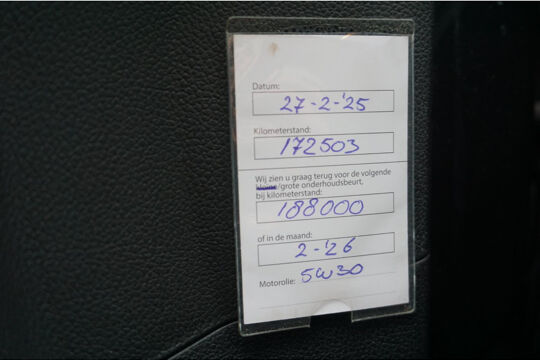 Datum:
27-2-'25
Kilometerstand:
172503
Wij zien u graag terug voor de volgende
kleine/grote onderhoudsbeurt,
bij kilometerstand:
188000
of in de maand:
2-'26
Motorolie: 5W30